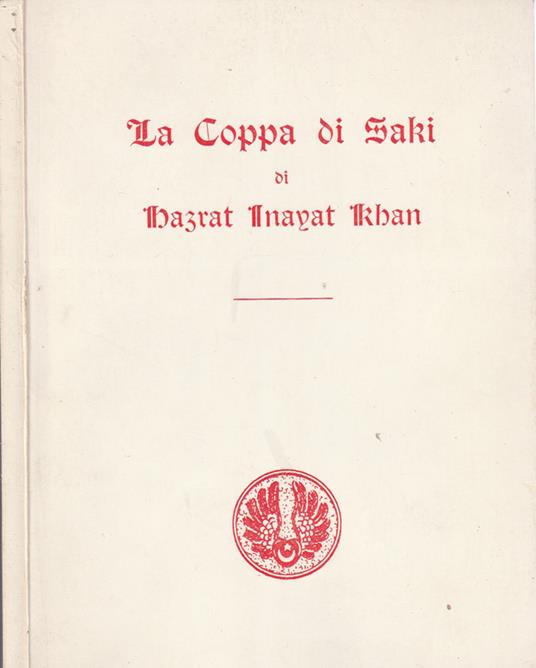 La Coppa di Saki
di
Hazrat Inayat Khan